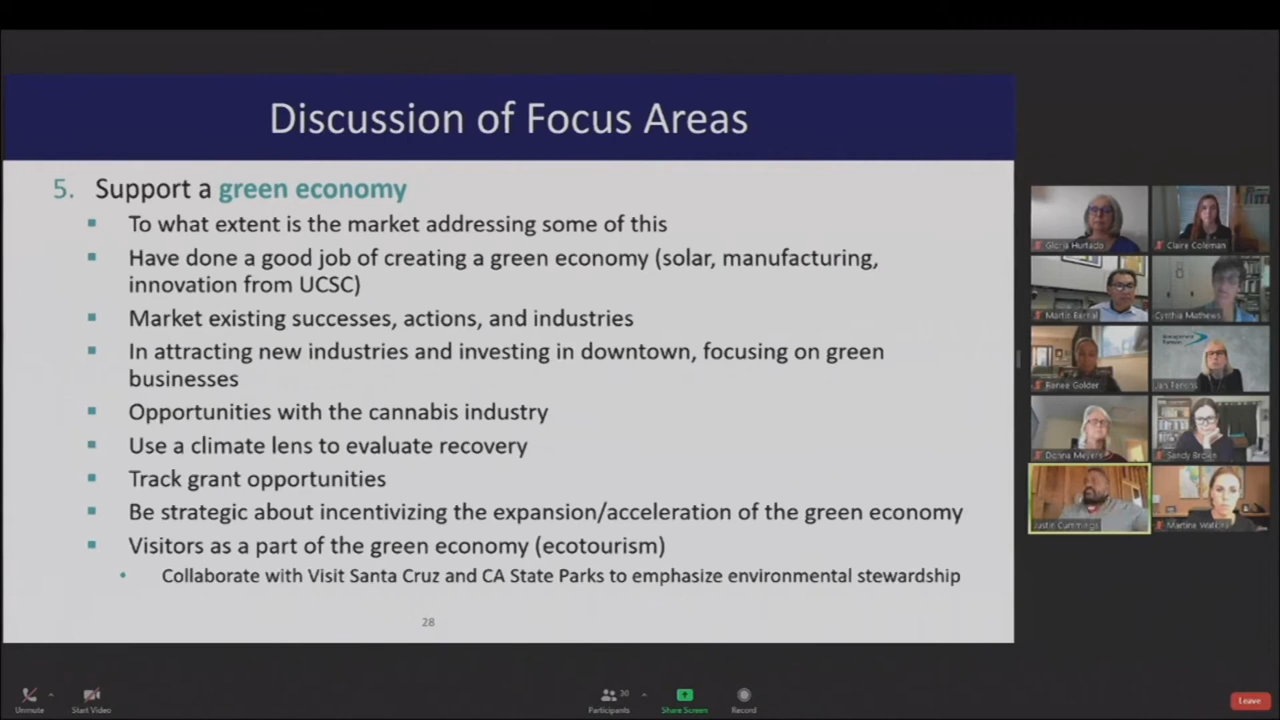 Discussion of Focus Areas
5. Support a green economy
To what extent is the market addressing some of this
Have done a good job of creating a green economy (solar, manufacturing,
innovation from UCSC)
Market existing successes, actions, and industries
In attracting new industries and investing in downtown, focusing on green
businesses
Opportunities with the cannabis industry
Use a climate lens to evaluate recovery
Track grant opportunities
Be strategic about incentivizing the expansion/acceleration of the green economy
Visitors as a part of the green economy (ecotourism)
Collaborate with Visit Santa Cruz and CA State Parks to emphasize environmental stewardship
28
Gloria Hurtado
Claire Coleman
Martin Bernal
Cynthia Mathews
Renee Golder
Management
Partners
Jan Perkins
Donna Meyers
Sandy Brown
Justin Cummings
Martine Watkins
Unmute
Start Video
30
Participants
Share Screen
Record
Leave